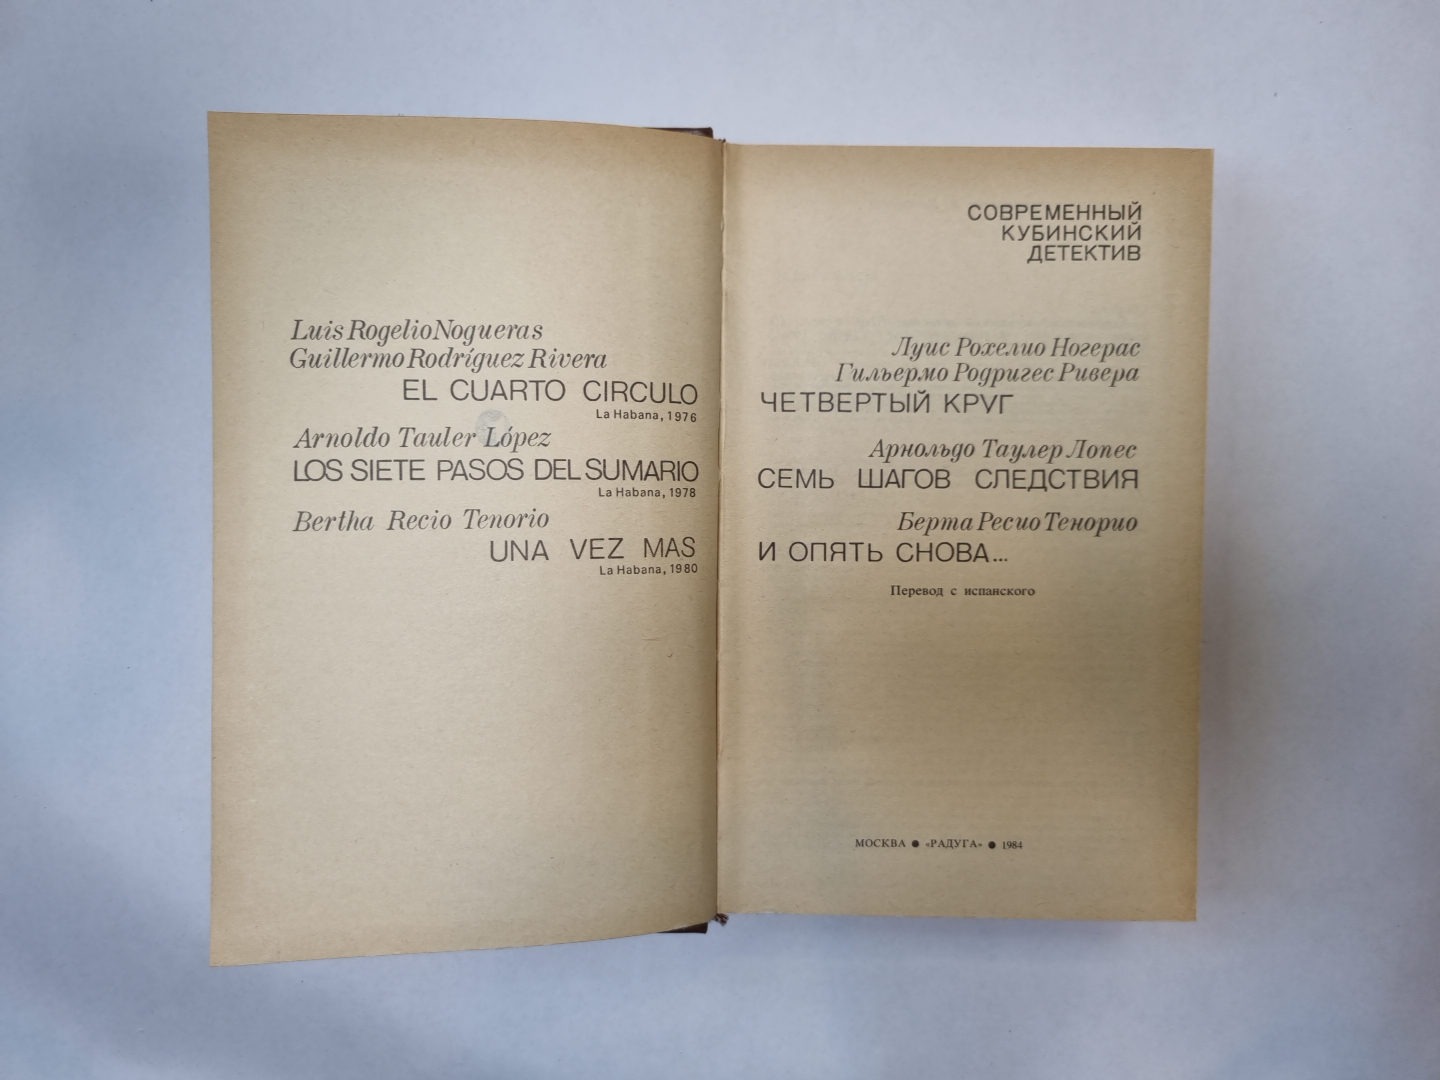 Luis Rogelio Nogueras
Guillermo Rodríguez Rivera
EL CUARTO CIRCULO
La Habana, 1976
Arnoldo Tauler López
LOS SIETE PASOS DEL SUMARIO
La Habana, 1978
Bertha Recio Tenorio
UNA VEZ MAS
La Habana, 1980
СОВРЕМЕННЫЙ
КУБИНСКИЙ
ДЕТЕКТИВ
Луис Рохелио Ногерас
Гильермо Родригес Ривера
ЧЕТВЕРТЫЙ КРУГ
Арнольдо Таулер Лопес
СЕМЬ ШАГОВ СЛЕДСТВИЯ
Берта Ресио Тенорио
И ОПЯТЬ СНОВА...
Перевод с испанского
МОСКВА ● «РАДУГА» ● 1984